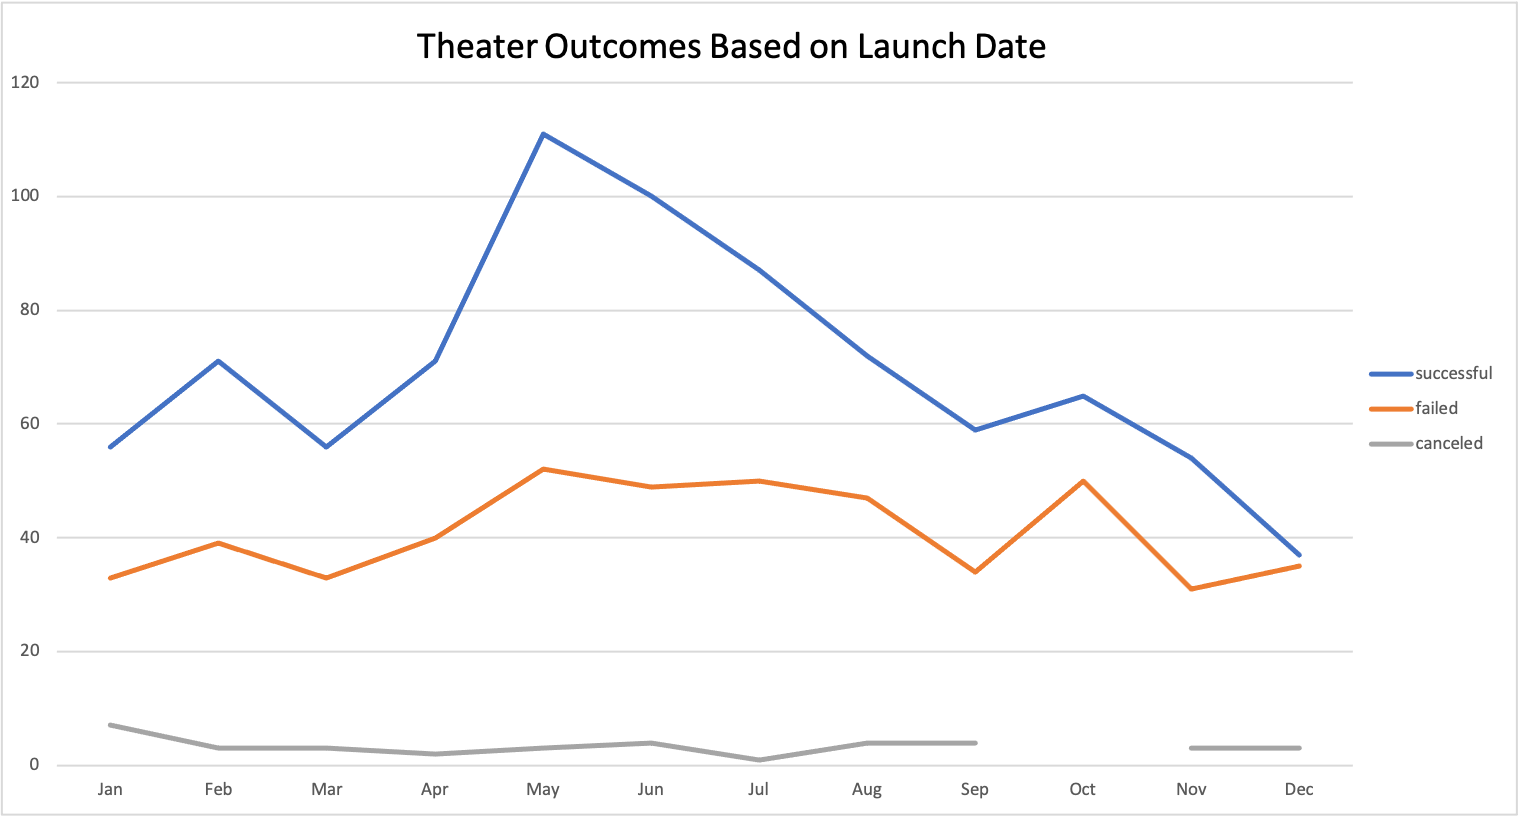 Theater Outcomes Based on Launch Date
120
100
80
60
40
20
0
Jan Feb Mar Apr May Jun Jul Aug Sep Oct Nov Dec
successful
failed
canceled